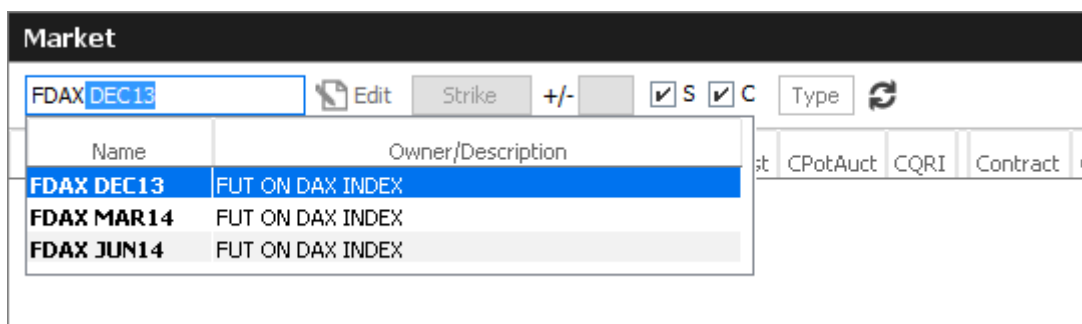 Market
FDAX DEC13 Edit Strike +/- S C Type
Name Owner/Description
CPotAuct CQRI Contract
FDAX DEC13 FUT ON DAX INDEX
FDAX MAR14 FUT ON DAX INDEX
FDAX JUN14 FUT ON DAX INDEX